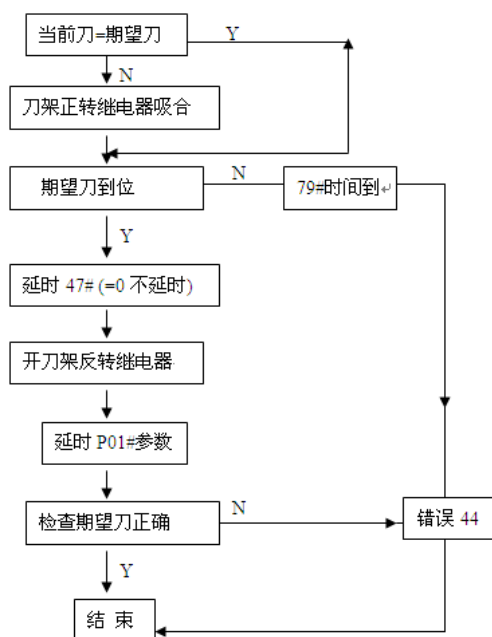 当前刀=期望刀
Y
N
刀架正转继电器吸合
期望刀到位
N
79#时间到
Y
延时 47# (=0 不延时)
开刀架反转继电器
延时 P01#参数
检查期望刀正确
N
错误 44
Y
结 束